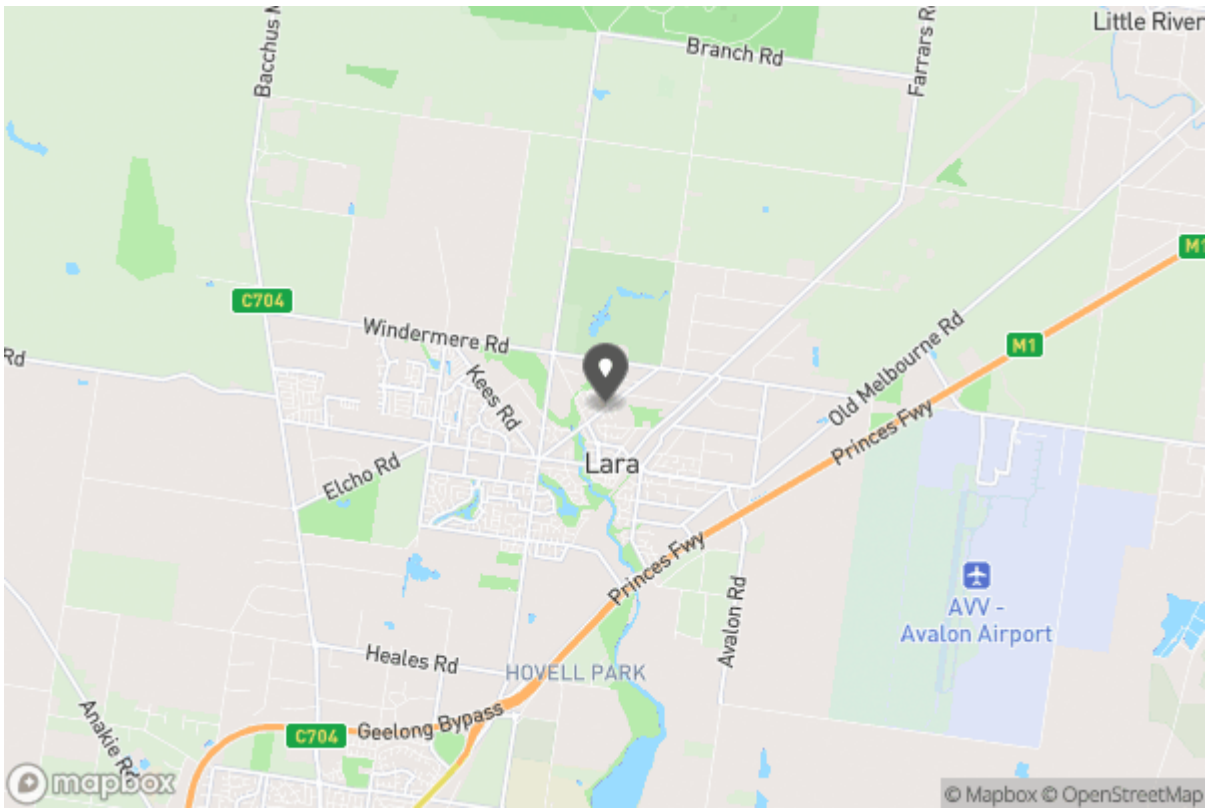 Little River
Branch Rd
Farrars R
Bacchus M
M1
C704
Windermere Rd
M1
Rd
Kees Rd
Old Melbourne Rd
Princes Fwy
Elcho Rd
Lara
Princes Fwy
Avalon Rd
AVV -
Avalon Airport
Heales Rd
HOVELL PARK
Anakie Rd
Geelong Bypass
C704
mapbox
© Mapbox © OpenStreetMap